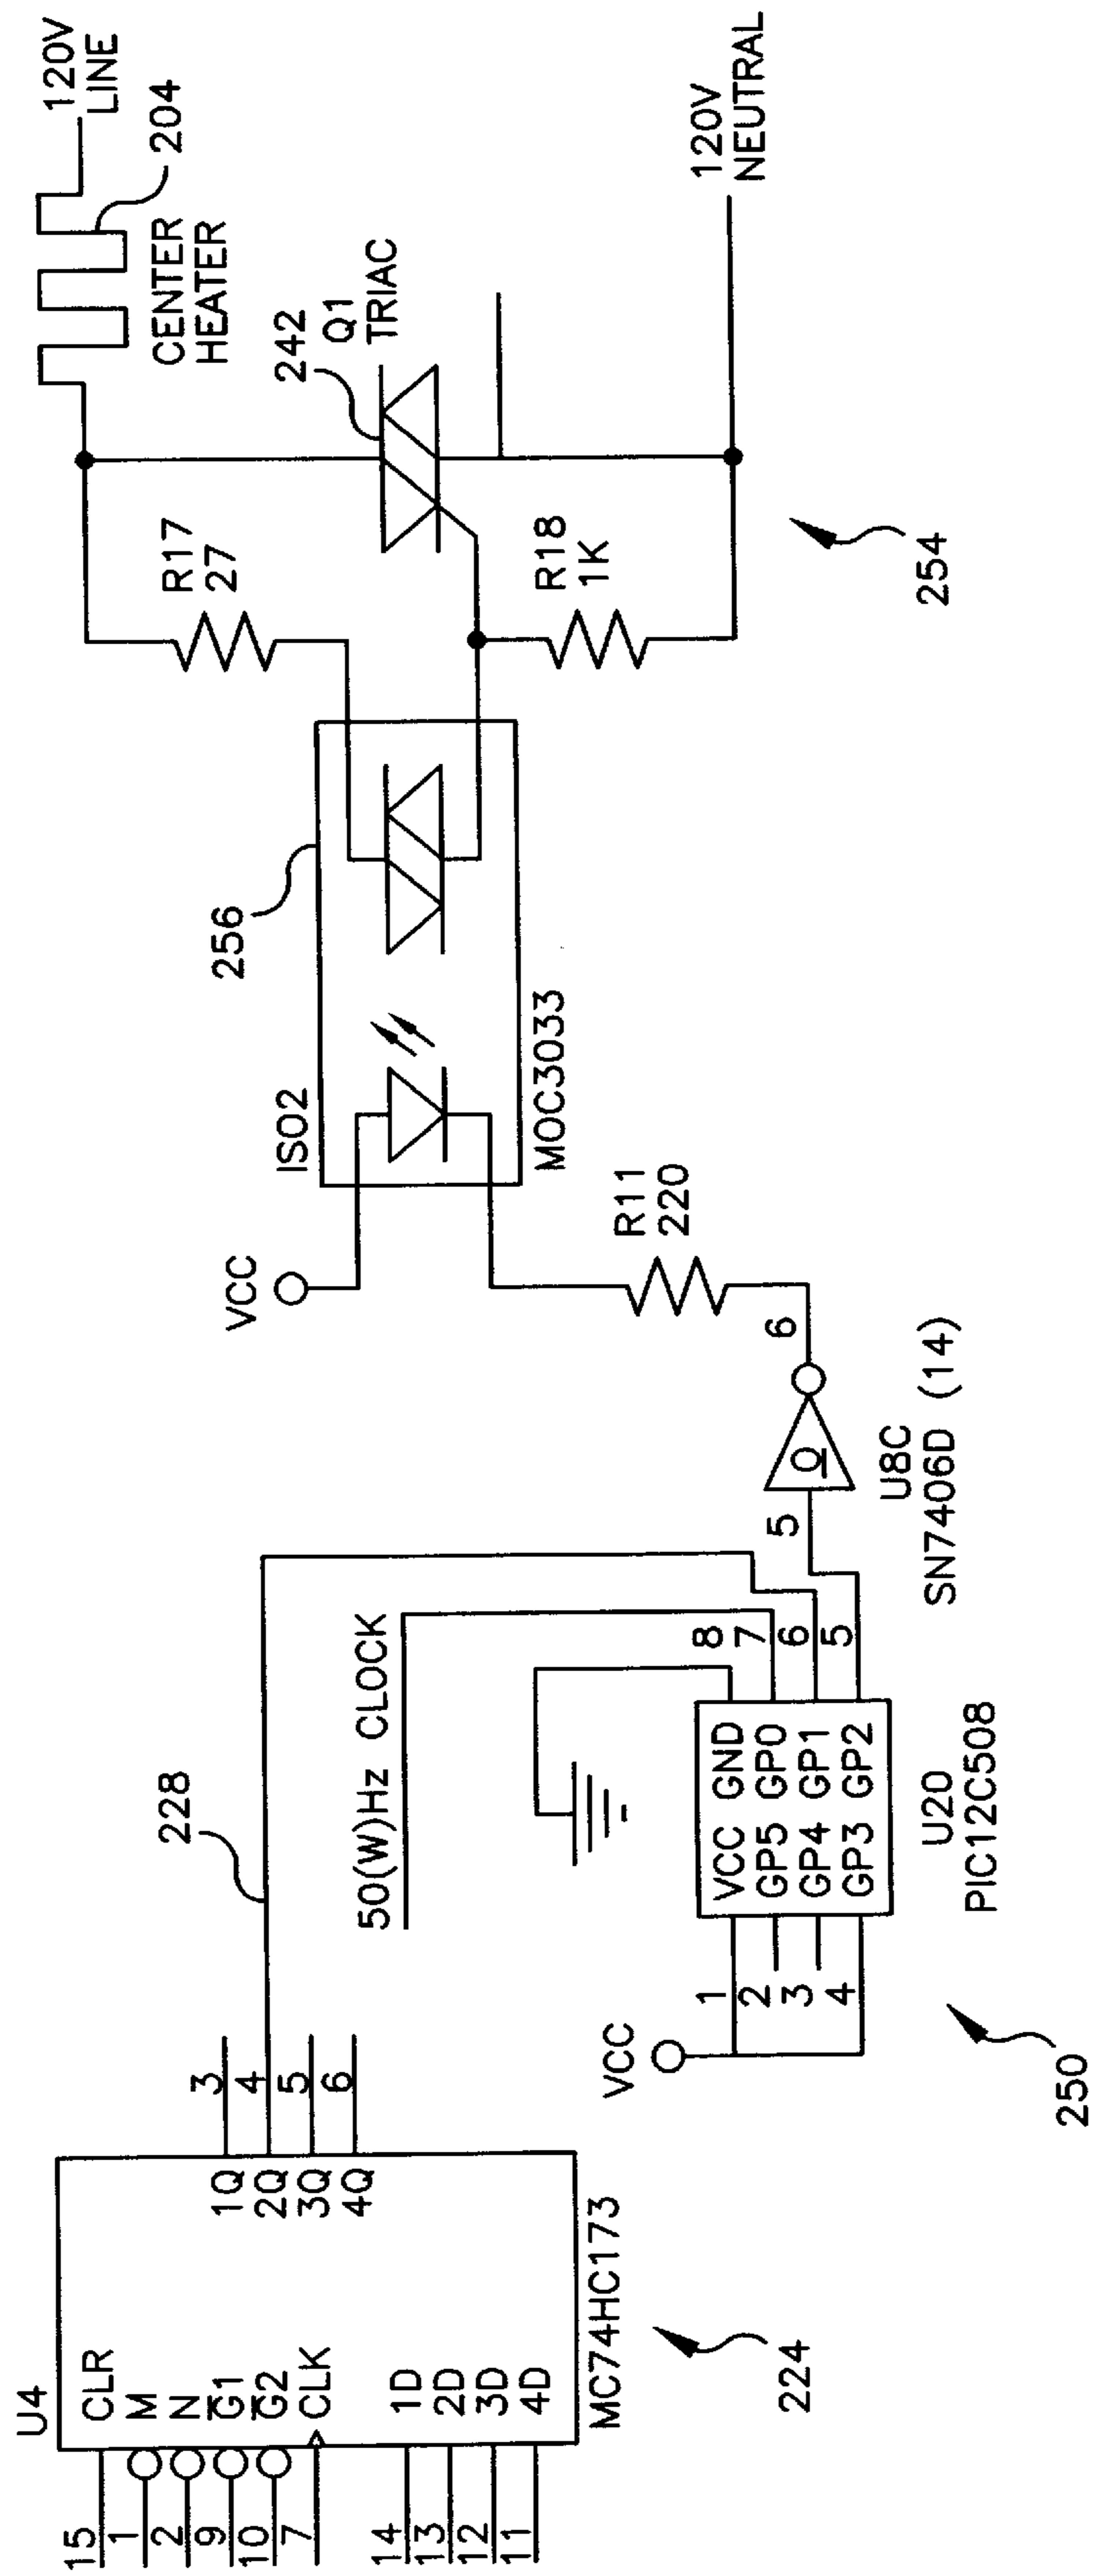 U4
15
1
2
9
10
7
14
13
12
11
CLR
M
N
G1
G2
CLK
1D
2D
3D
4D
1Q
2Q
3Q
4Q
3
4
5
6
MC74HC173
224
228
50(W)Hz CLOCK
VCC
1
2
3
4
VCC GND
GP5 GP0
GP4 GP1
GP3 GP2
8
7
6
5
U20
PIC12C508
250
5
6
U8C
SN7406D (14)
R11
220
VCC
ISO2
MOC3033
256
R17
27
R18
1K
254
242
Q1
TRIAC
CENTER
HEATER
204
120V
LINE
120V
NEUTRAL